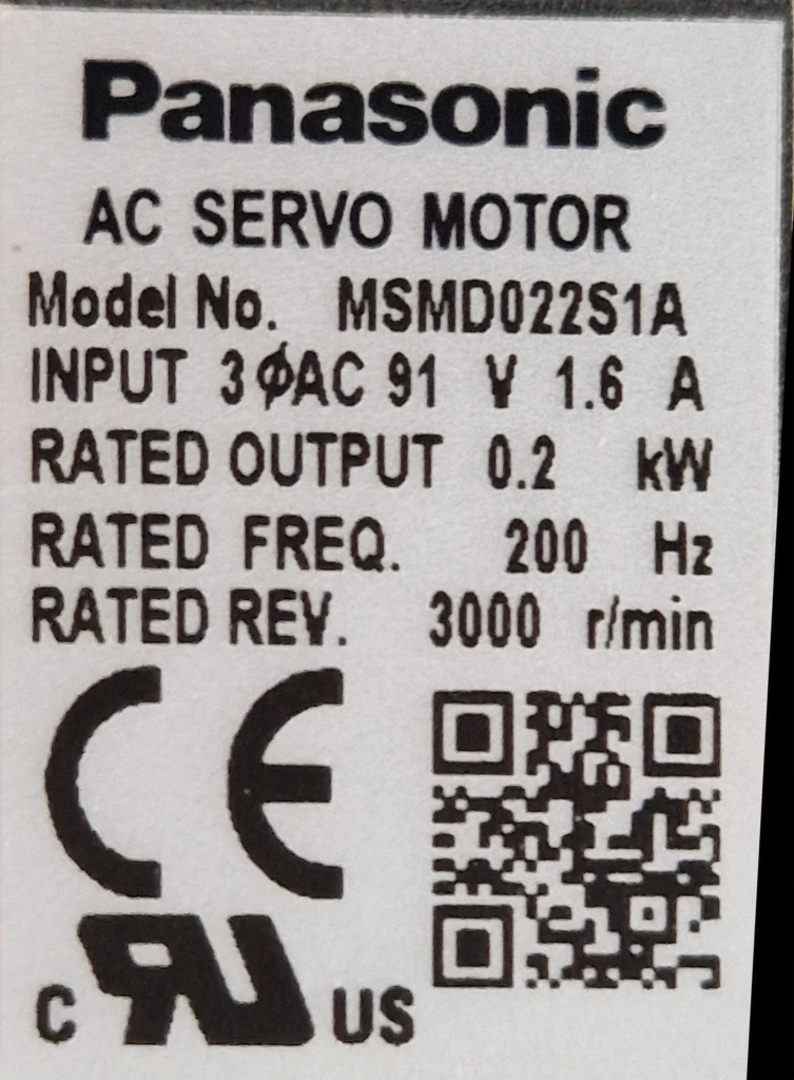 Panasonic
AC SERVO MOTOR
Model No. MSMD022S1A
INPUT 3ΦAC 91 V 1.6 A
RATED OUTPUT 0.2 kW
RATED FREQ. 200 Hz
RATED REV. 3000 r/min
CE
C RU US